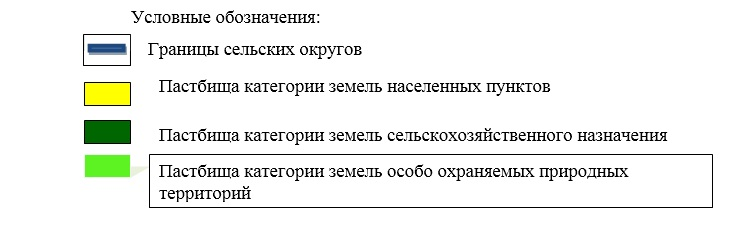 Условные обозначения:
Границы сельских округов
Пастбища категории земель населенных пунктов
Пастбища категории земель сельскохозяйственного назначения
Пастбища категории земель особо охраняемых природных
территорий